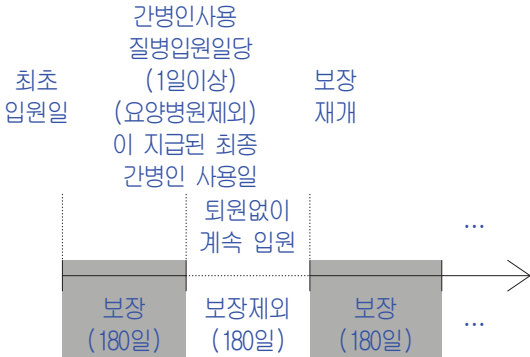 최초
입원일
간병인사용
질병입원일당
(1일이상)
(요양병원제외)
이 지급된 최종
간병인 사용일
보장
재개
퇴원없이
계속 입원
...
보장
(180일)
보장제외
(180일)
보장
(180일)
...